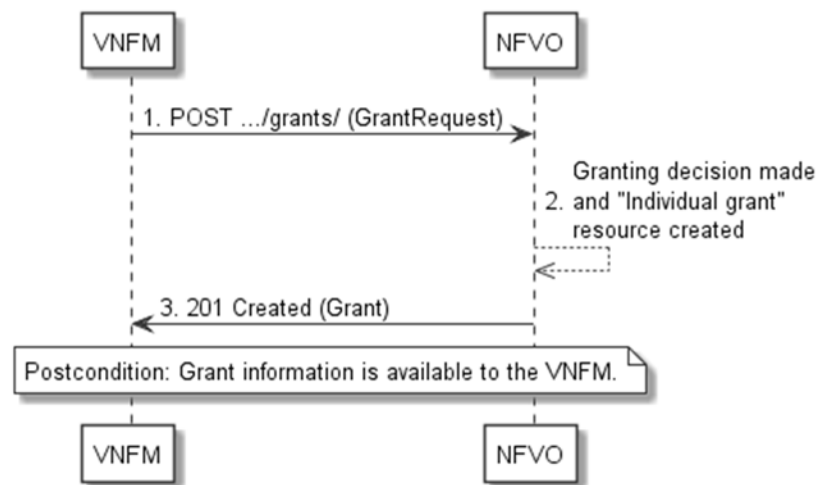 VNFM
NFVO
1. POST .../grants/ (GrantRequest)
Granting decision made
2. and "Individual grant"
resource created
3. 201 Created (Grant)
Postcondition: Grant information is available to the VNFM.
VNFM
NFVO